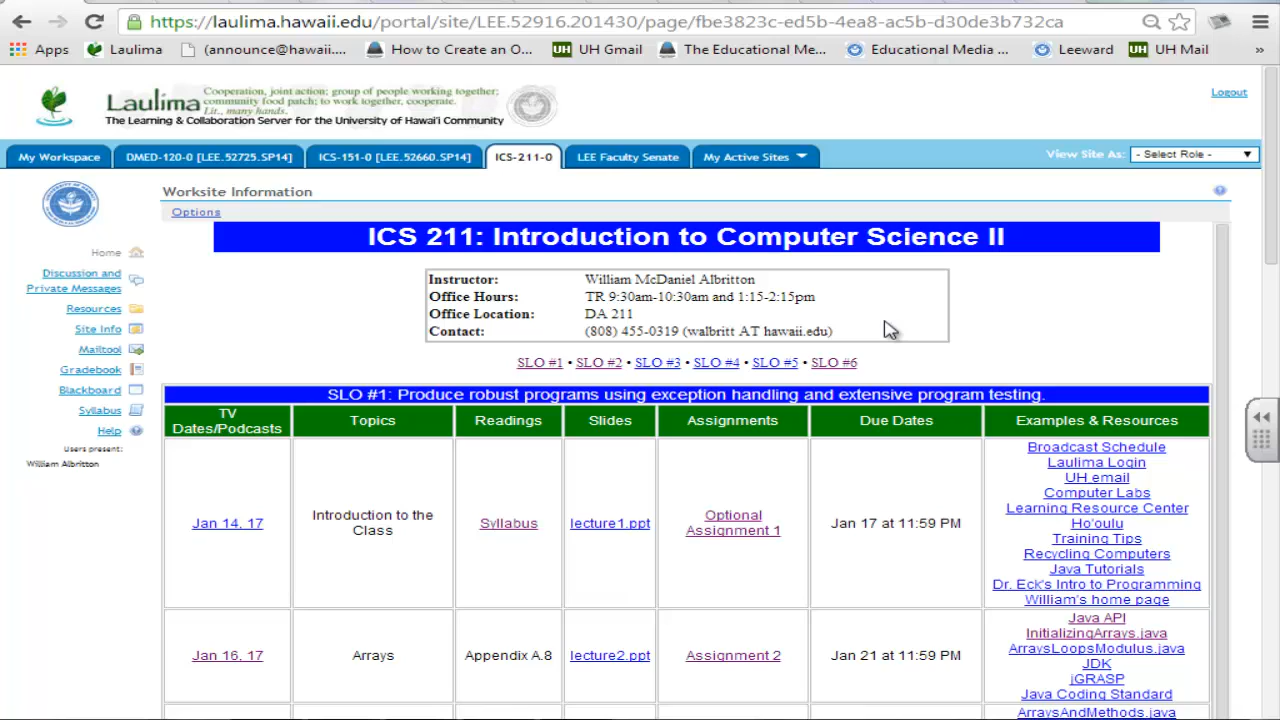 https://laulima.hawaii.edu/portal/site/LEE.52916.201430/page/fbe3823c-ed5b-4ea8-ac5b-d30de3b732ca
Apps Laulima (announce@hawaii.... How to Create an O... UH UH Gmail The Educational Me... Educational Media ... Leeward UH UH Mail »
Laulima
Cooperation, joint action; group of people working together;
community food patch; to work together, cooperate.
Lit., many hands.
The Learning & Collaboration Server for the University of Hawai'i Community
Logout
My Workspace DMED-120-0 [LEE.52725.SP14] ICS-151-0 [LEE.52660.SP14] ICS-211-0 LEE Faculty Senate My Active Sites View Site As: - Select Role -
Worksite Information
Options
Home
Discussion and
Private Messages
Resources
Site Info
Mailtool
Gradebook
Blackboard
Syllabus
Help
Users present:
William Albritton
ICS 211: Introduction to Computer Science II
Instructor: William McDaniel Albritton
Office Hours: TR 9:30am-10:30am and 1:15-2:15pm
Office Location: DA 211
Contact: (808) 455-0319 (walbritt AT hawaii.edu)
SLO #1 • SLO #2 • SLO #3 • SLO #4 • SLO #5 • SLO #6
SLO #1: Produce robust programs using exception handling and extensive program testing.
TV
Dates/Podcasts Topics Readings Slides Assignments Due Dates Examples & Resources
Jan 14, 17
Introduction to the
Class
Syllabus
lecture1.ppt
Optional
Assignment 1
Jan 17 at 11:59 PM
Broadcast Schedule
Laulima Login
UH email
Computer Labs
Learning Resource Center
Ho'oulu
Training Tips
Recycling Computers
Java Tutorials
Dr. Eck's Intro to Programming
William's home page
Jan 16, 17
Arrays
Appendix A.8
lecture2.ppt
Assignment 2
Jan 21 at 11:59 PM
Java API
InitializingArrays.java
ArraysLoopsModulus.java
JDK
jGRASP
Java Coding Standard
ArraysAndMethods.java